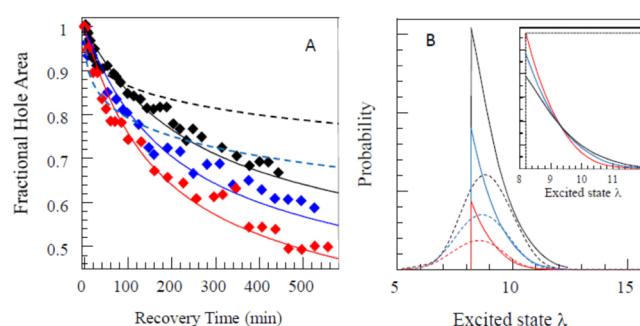 A
Fractional Hole Area
1
0.9
0.8
0.7
0.6
0.5
0
100
200
300
400
500
Recovery Time (min)
B
Probability
5
10
15
Excited state λ
8
9
10
11
Excited state λ